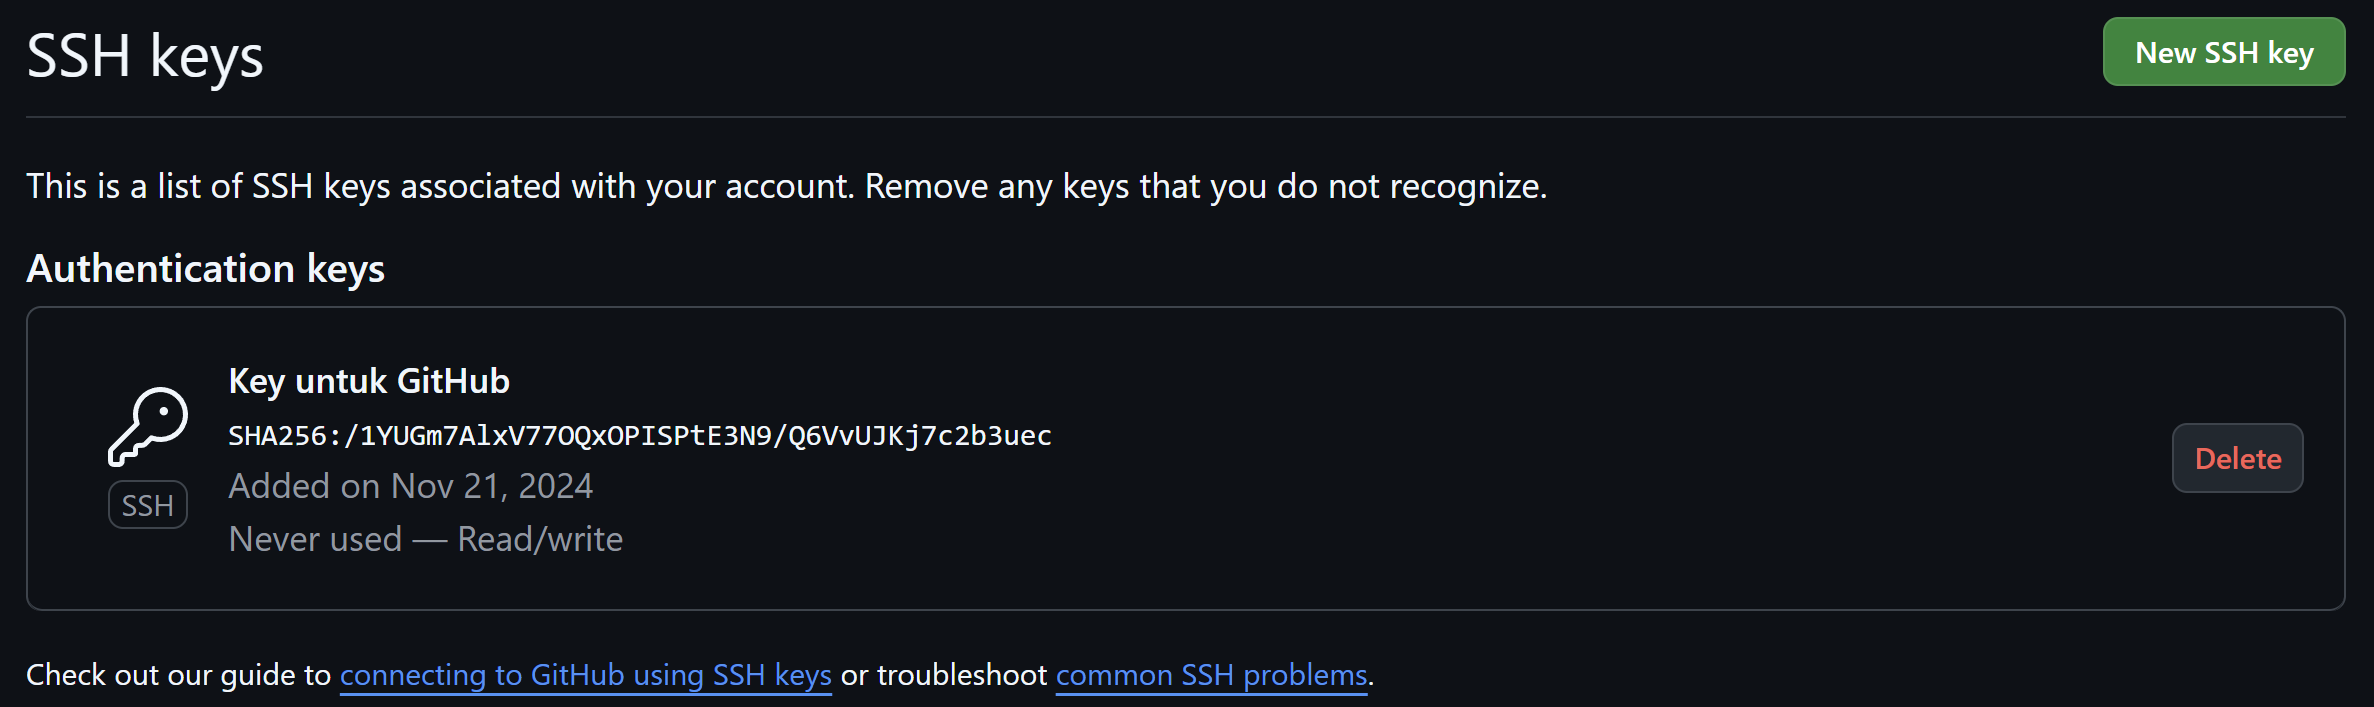 SSH keys
New SSH key
This is a list of SSH keys associated with your account. Remove any keys that you do not recognize.
Authentication keys
Key untuk GitHub
SHA256:/1YUGm7AlxV77OQxOPISPtE3N9/Q6VvUJKj7c2b3uec
Added on Nov 21, 2024
Never used — Read/write
SSH
Delete
Check out our guide to connecting to GitHub using SSH keys or troubleshoot common SSH problems.